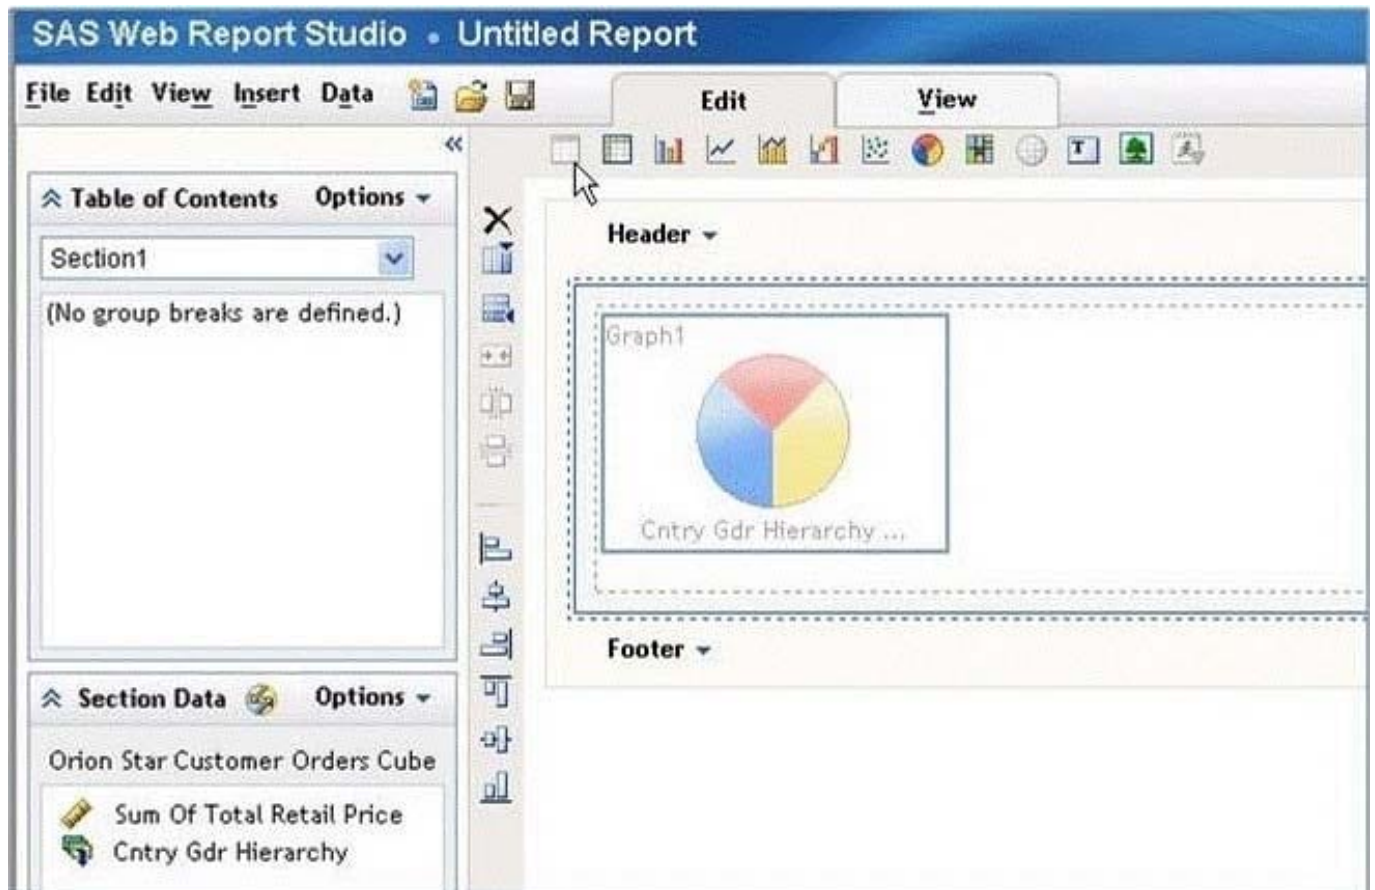 SAS Web Report Studio • Untitled Report
File Edit View Insert Data
Edit
View
Table of Contents Options
Section1
(No group breaks are defined.)
Header
Graph1
Cntry Gdr Hierarchy ...
Footer
Section Data Options
Orion Star Customer Orders Cube
Sum Of Total Retail Price
Cntry Gdr Hierarchy